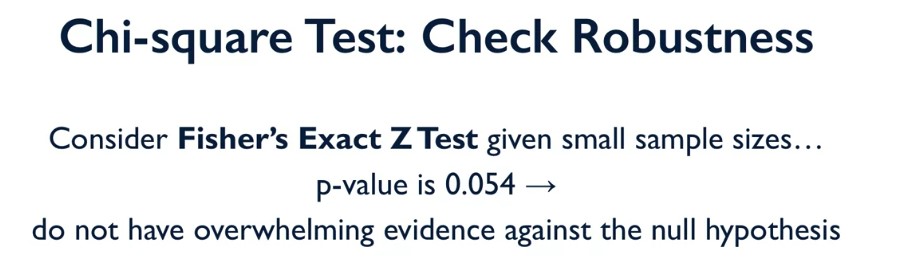 Chi-square Test: Check Robustness
Consider Fisher's Exact Z Test given small sample sizes…
p-value is 0.054 →
do not have overwhelming evidence against the null hypothesis